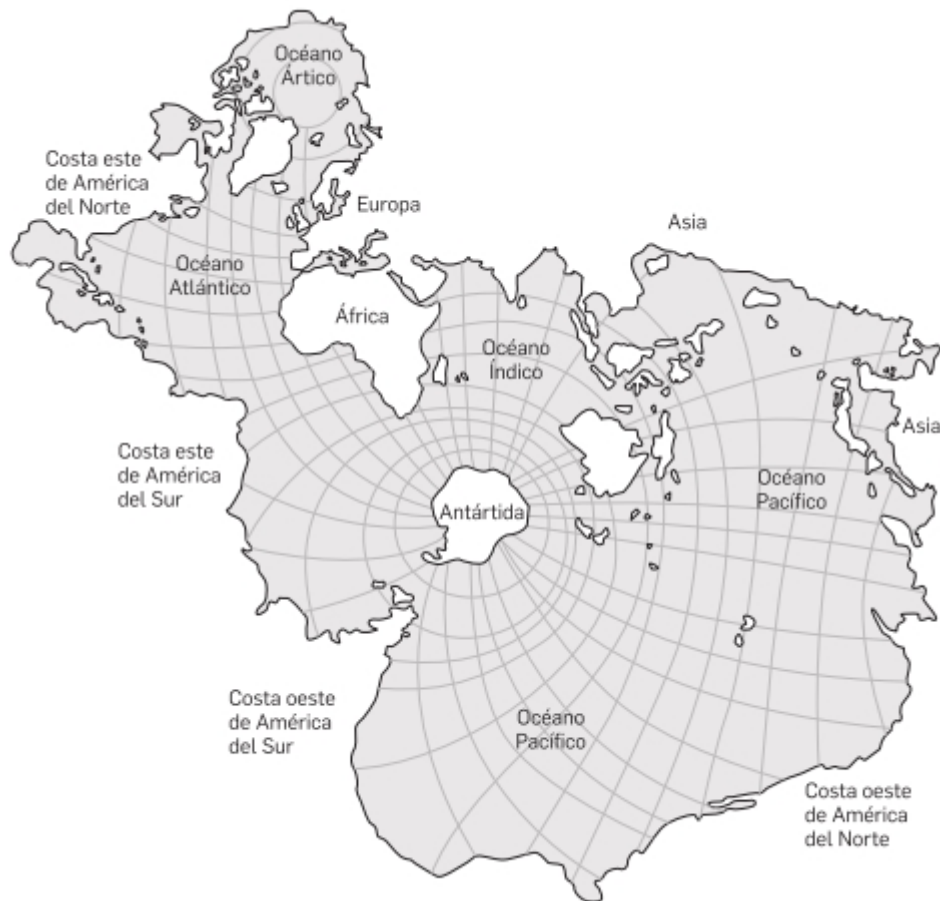 Océano
Ártico
Costa este
de América
del Norte
Europa
Asia
Océano
Atlántico
África
Océano
Índico
Costa este
de América
del Sur
Asia
Océano
Pacífico
Antártida
Costa oeste
de América
del Sur
Océano
Pacífico
Costa oeste
de América
del Norte